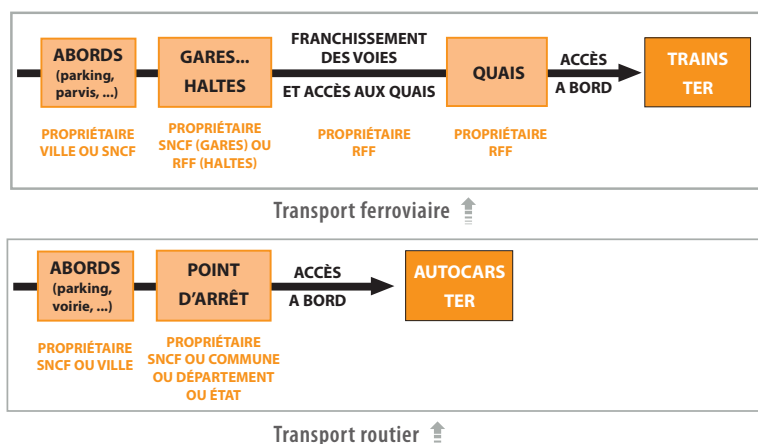 ABORDS
(parking,
parvis, ...)
PROPRIÉTAIRE
VILLE OU SNCF
GARES...
HALTES
PROPRIÉTAIRE
SNCF (GARES) OU
RFF (HALTES)
FRANCHISSEMENT
DES VOIES
ET ACCÈS AUX QUAIS
PROPRIÉTAIRE
RFF
QUAIS
PROPRIÉTAIRE
RFF
ACCÈS
A BORD
TRAINS
TER
Transport ferroviaire
ABORDS
(parking,
voirie, ...)
PROPRIÉTAIRE
SNCF OU VILLE
POINT
D'ARRÊT
PROPRIÉTAIRE
SNCF OU COMMUNE
OU DÉPARTEMENT
OU ÉTAT
ACCÈS
A BORD
AUTOCARS
TER
Transport routier